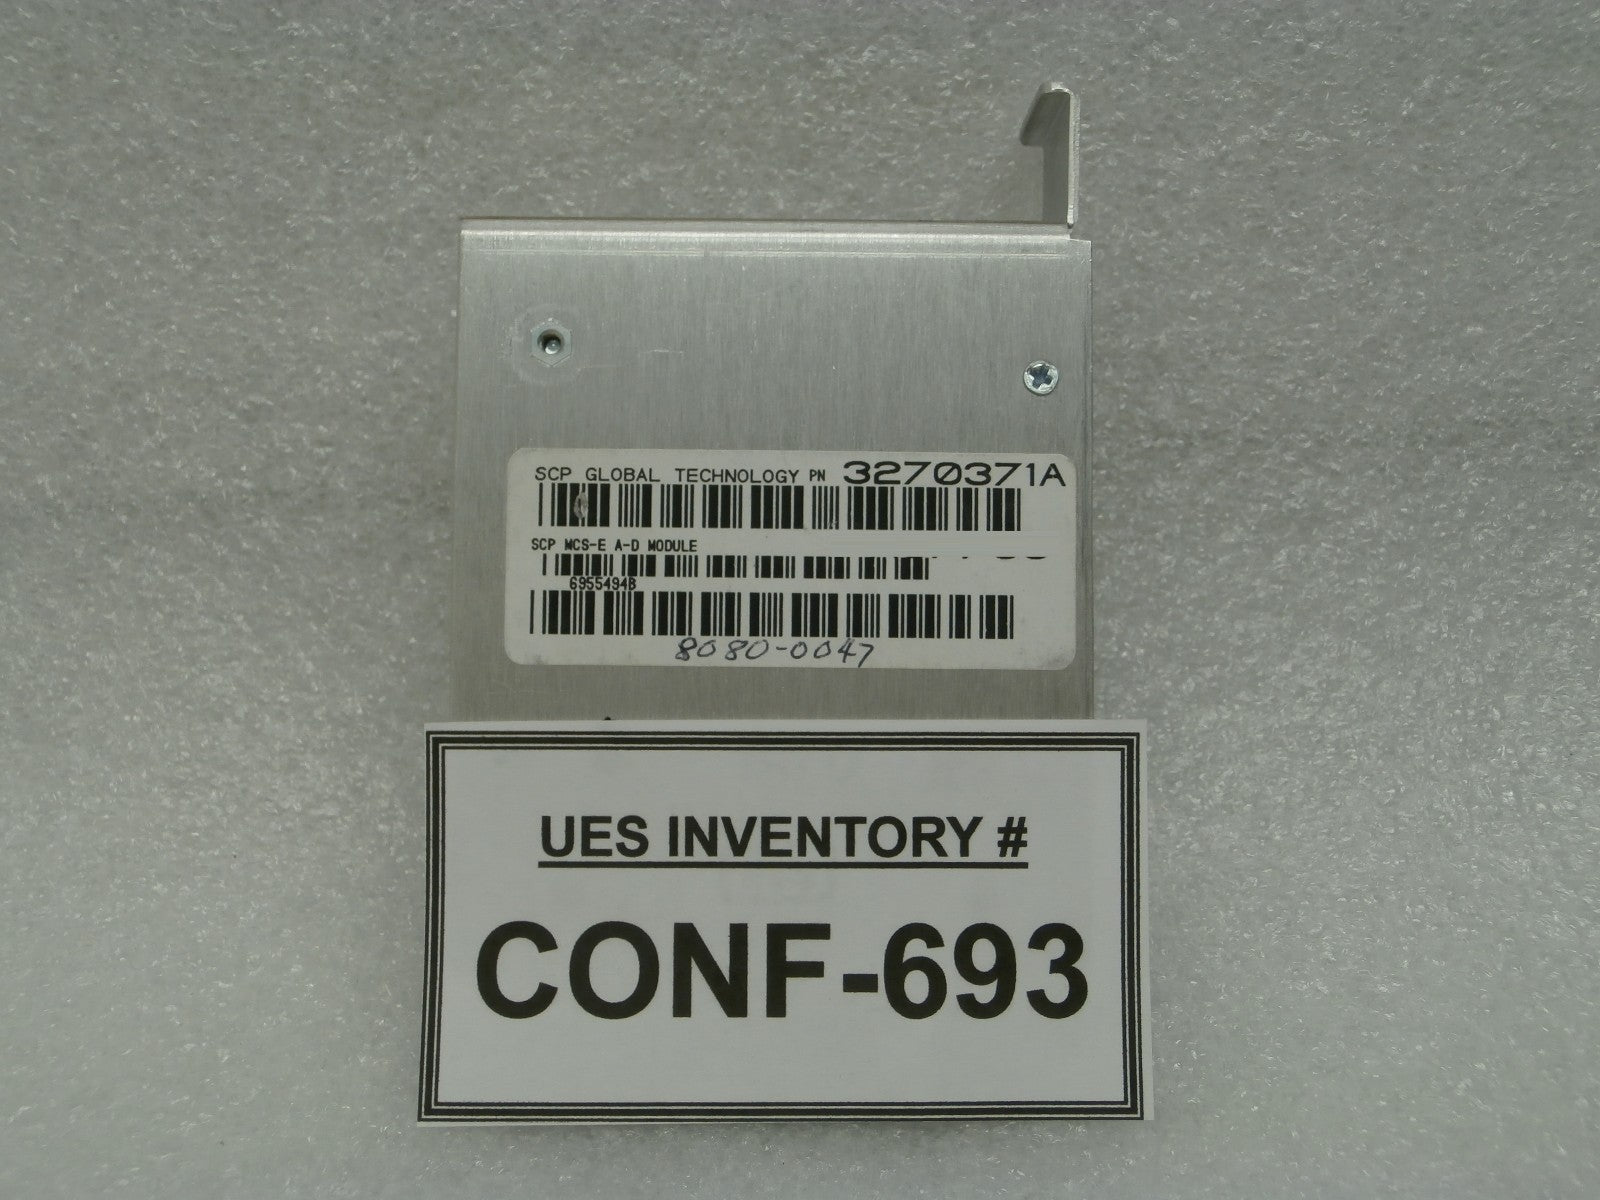 SCP GLOBAL TECHNOLOGY PN 3270371A
SCP MCS-E A-D MODULE
6955494B
8080-0047
UES INVENTORY #
CONF-693